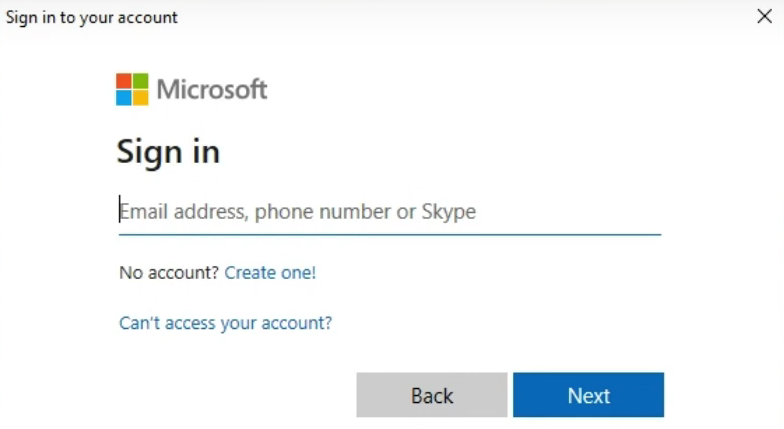 Sign in to your account
Microsoft
Sign in
Email address, phone number or Skype
No account? Create one!
Can't access your account?
Back Next